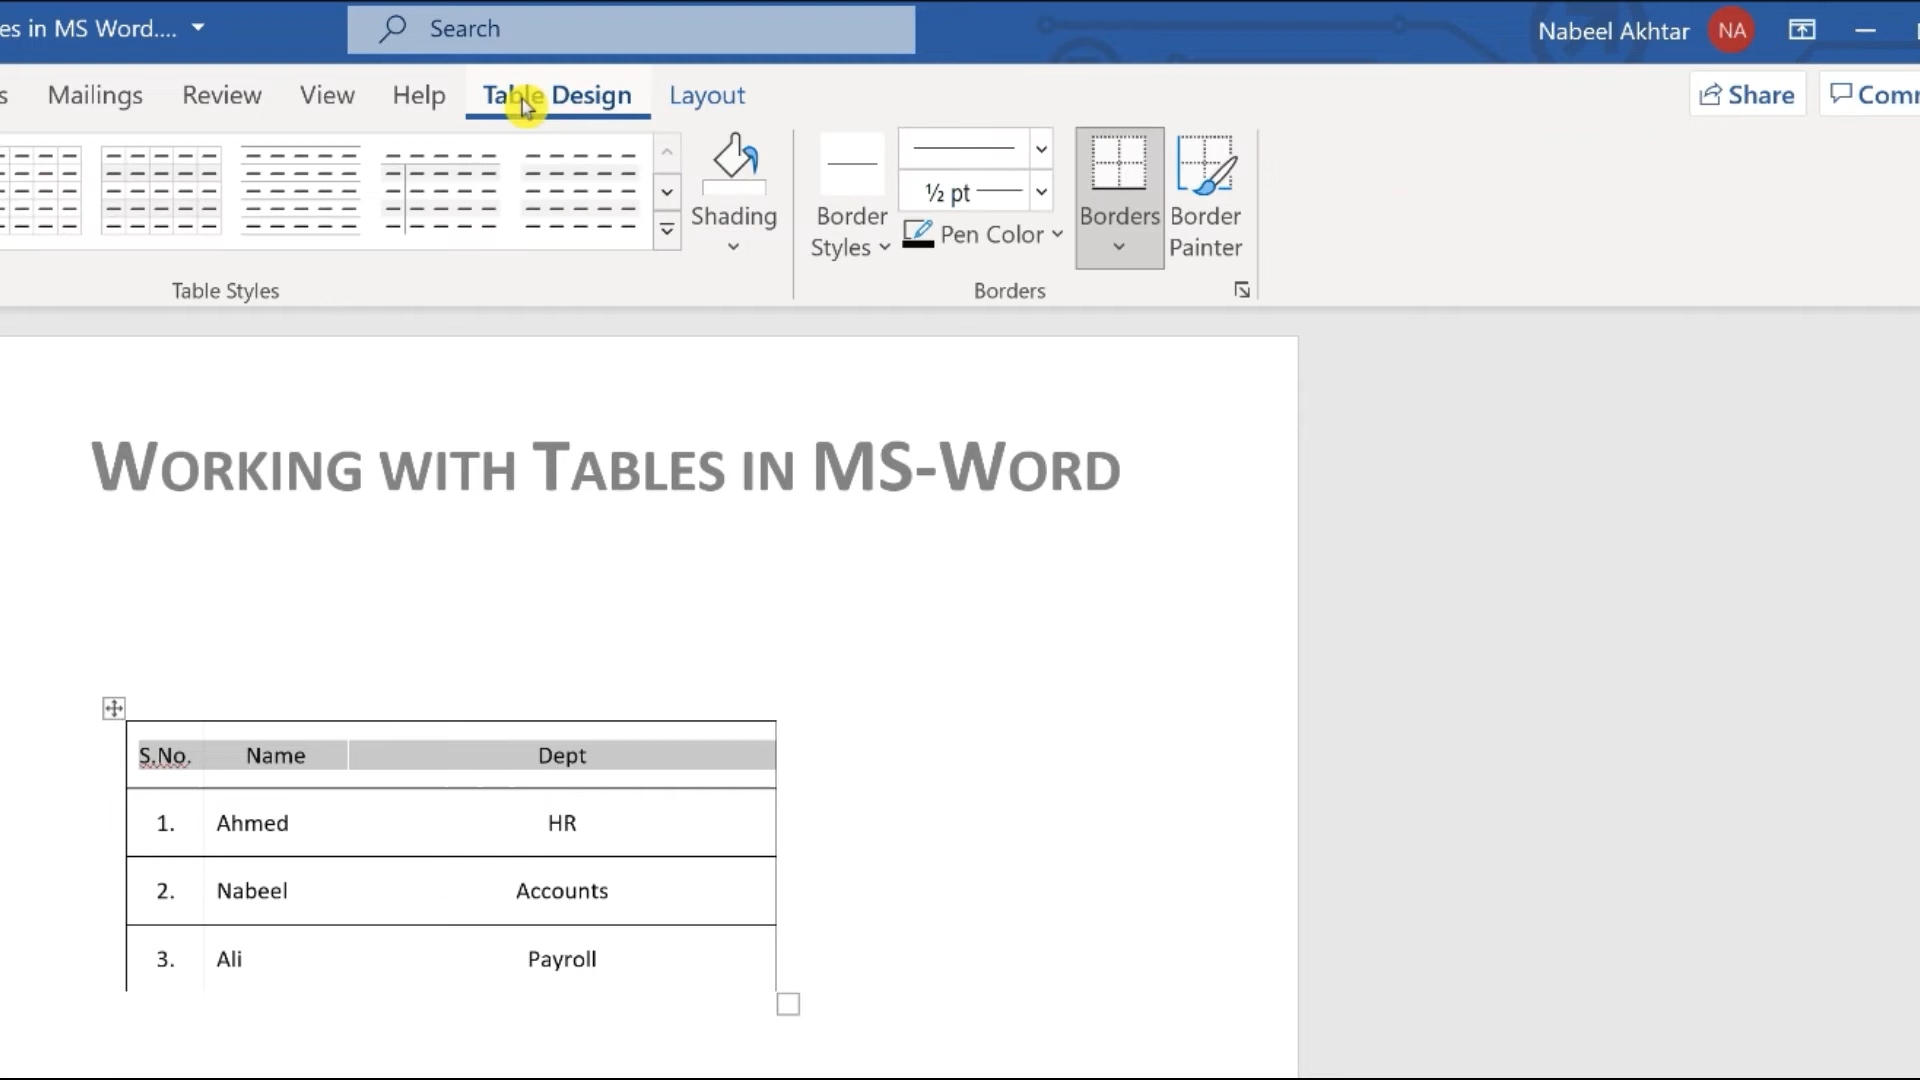 es in MS Word....
Search
Nabeel Akhtar
NA
s
Mailings
Review
View
Help
Table Design
Layout
Share
Comm
Shading
Border
Styles
½ pt
Pen Color
Borders
Border
Painter
Table Styles
Borders
WORKING WITH TABLES IN MS-WORD
S.No. Name Dept
1. Ahmed HR
2. Nabeel Accounts
3. Ali Payroll